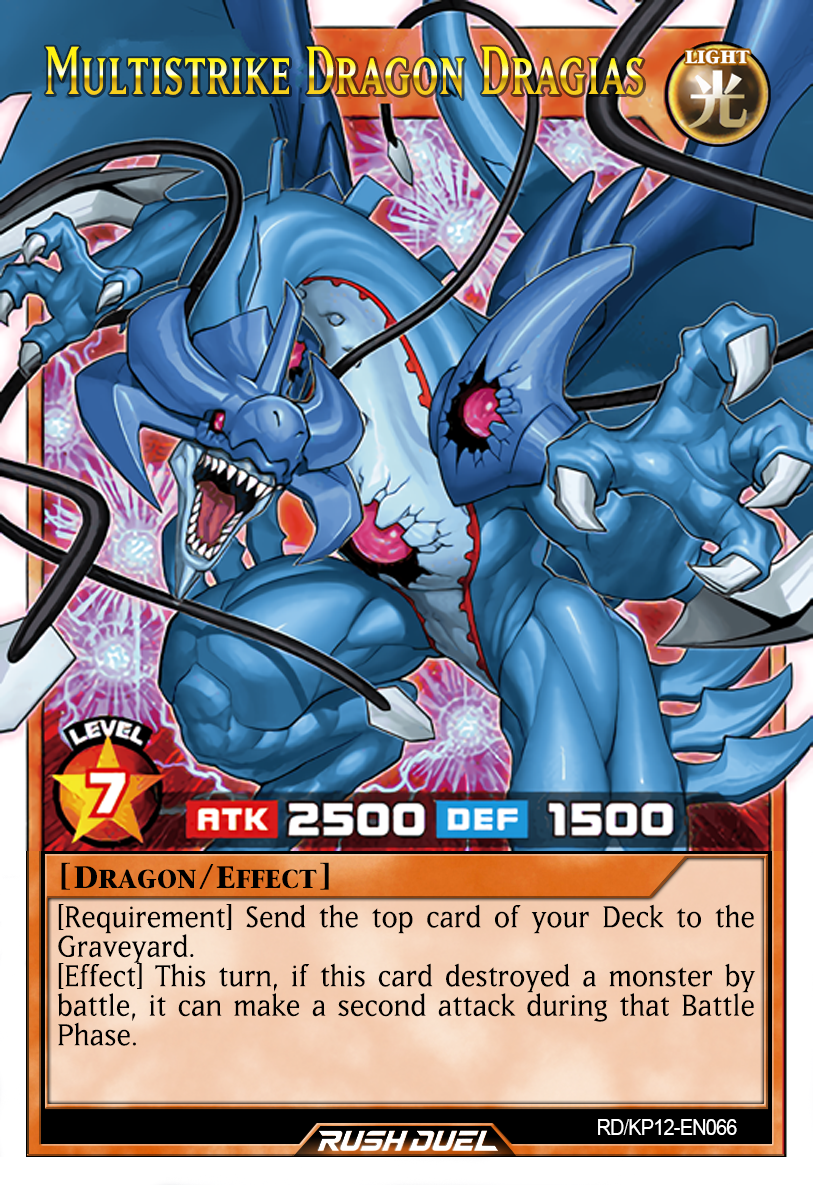 MULTISTRIKE DRAGON DRAGIAS
LIGHT
光
LEVEL
7
ATK 2500 DEF 1500
[DRAGON/EFFECT]
[Requirement] Send the top card of your Deck to the
Graveyard.
[Effect] This turn, if this card destroyed a monster by
battle, it can make a second attack during that Battle
Phase.
RD/KP12-EN066
RUSH DUEL